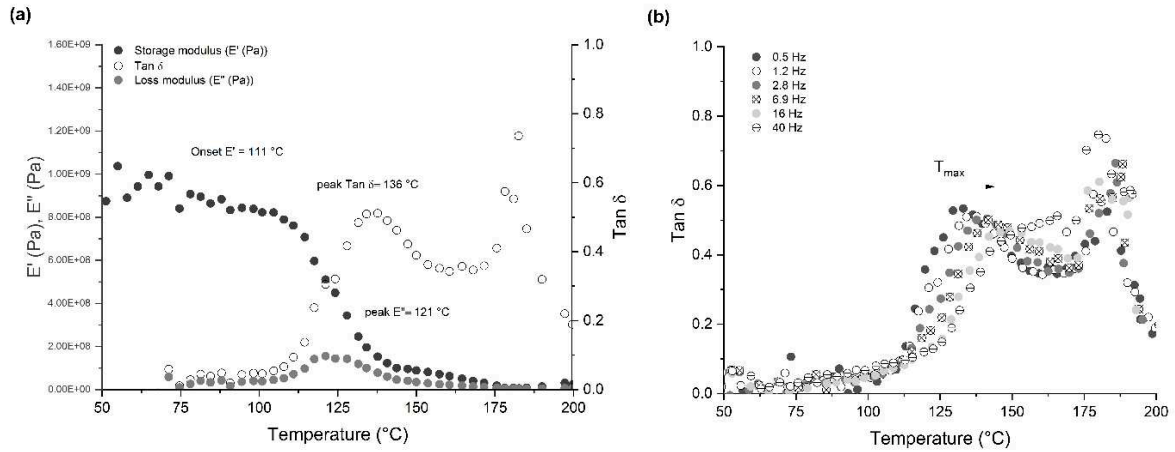 (a)
Storage modulus (E' (Pa))
Tan δ
Loss modulus (E" (Pa))
Onset E' = 111 °C
peak Tan δ= 136 °C
peak E"= 121 °C
E' (Pa), E" (Pa)
1.60E+09
1.40E+09
1.20E+09
1.00E+09
8.00E+08
6.00E+08
4.00E+08
2.00E+08
0.00E+00
1.0
0.8
0.6
0.4
0.2
0.0
Tan δ
50 75 100 125 150 175 200
Temperature (°C)
(b)
0.5 Hz
1.2 Hz
2.8 Hz
6.9 Hz
16 Hz
40 Hz
Tmax
Tan δ
1.0
0.8
0.6
0.4
0.2
0.0
50 75 100 125 150 175 200
Temperature (°C)